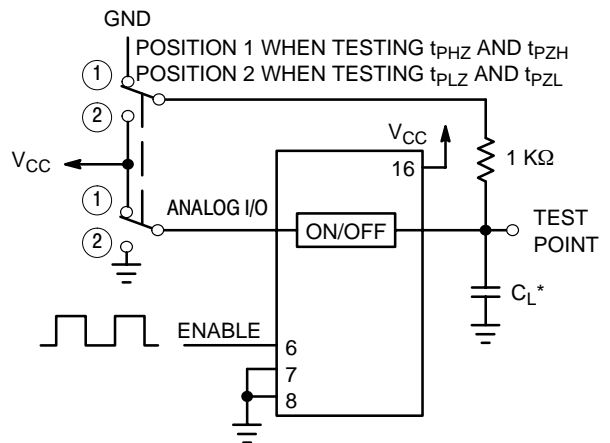 GND
POSITION 1 WHEN TESTING tPHZ AND tPZH
① POSITION 2 WHEN TESTING tPLZ AND tPZL
②
VCC
VCC
16
1 KΩ
①
ANALOG I/O
ON/OFF
TEST
POINT
②
CL*
ENABLE
6
7
8